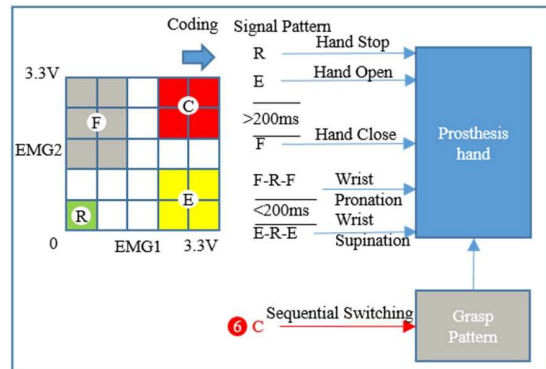 Coding Signal Pattern
3.3V
EMG2
F
C
E
R
0
EMG1
3.3V
R Hand Stop
E Hand Open
>200ms
F Hand Close
F-R-F Wrist
Pronation
<200ms Wrist
E-R-E Supination
Prosthesis
hand
6 C Sequential Switching
Grasp
Pattern